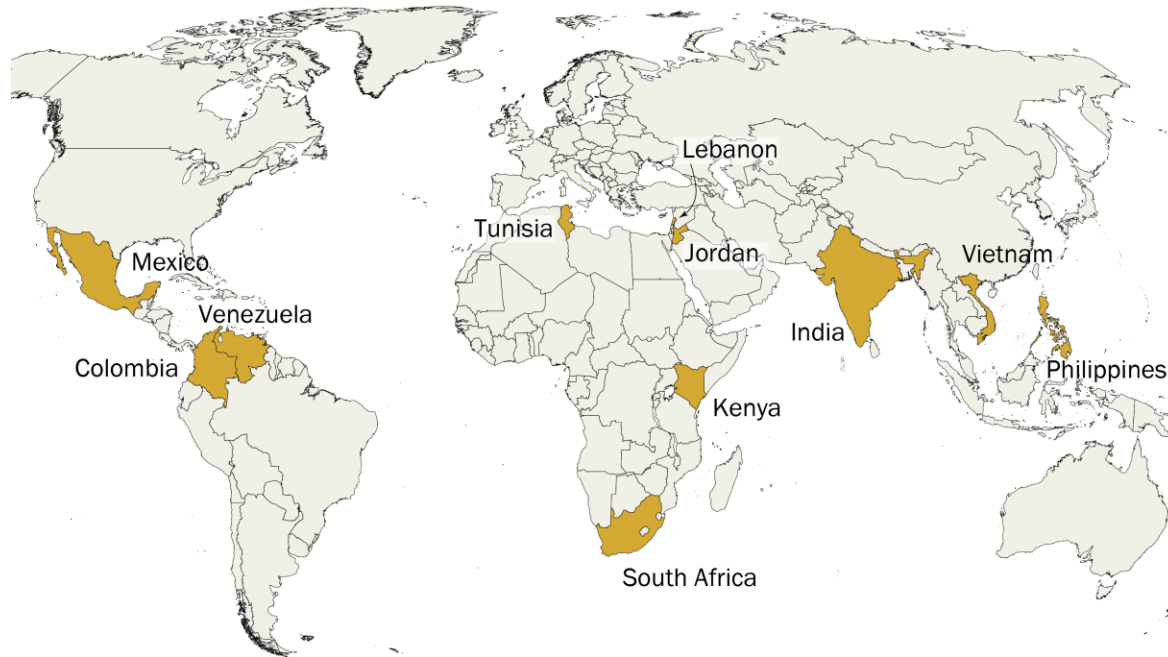 Lebanon
Tunisia
Jordan
Vietnam
Mexico
Venezuela
India
Colombia
Philippines
Kenya
South Africa